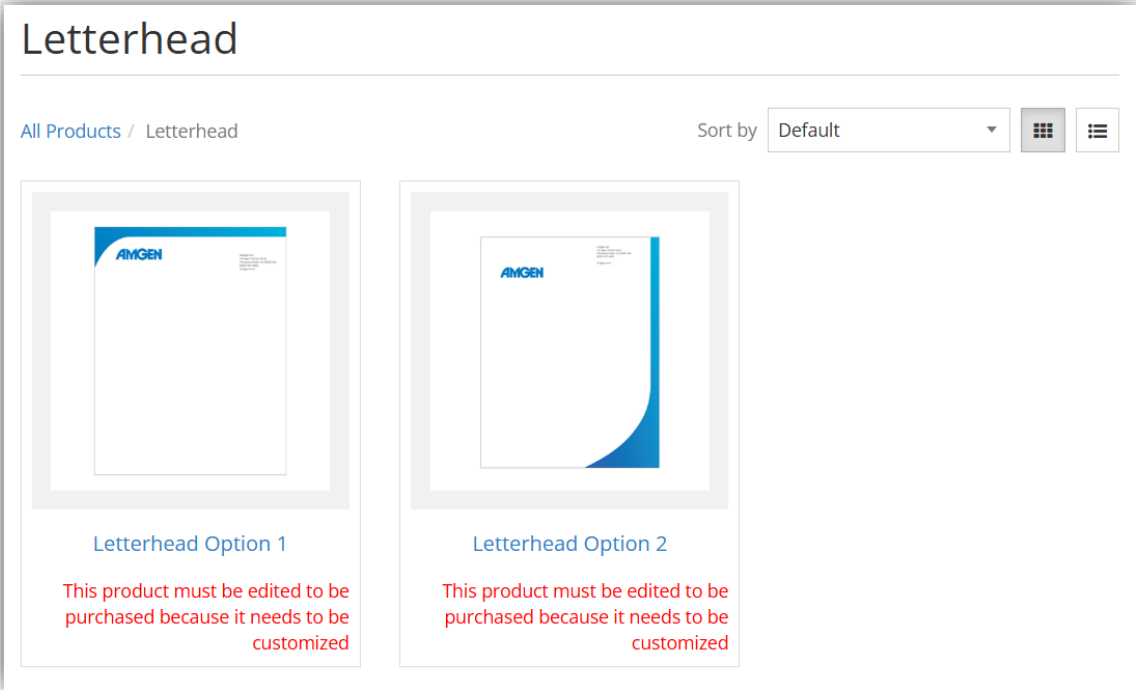 Letterhead
All Products / Letterhead
Sort by Default
AMGEN
AMGEN
Letterhead Option 1
Letterhead Option 2
This product must be edited to be
purchased because it needs to be
customized
This product must be edited to be
purchased because it needs to be
customized